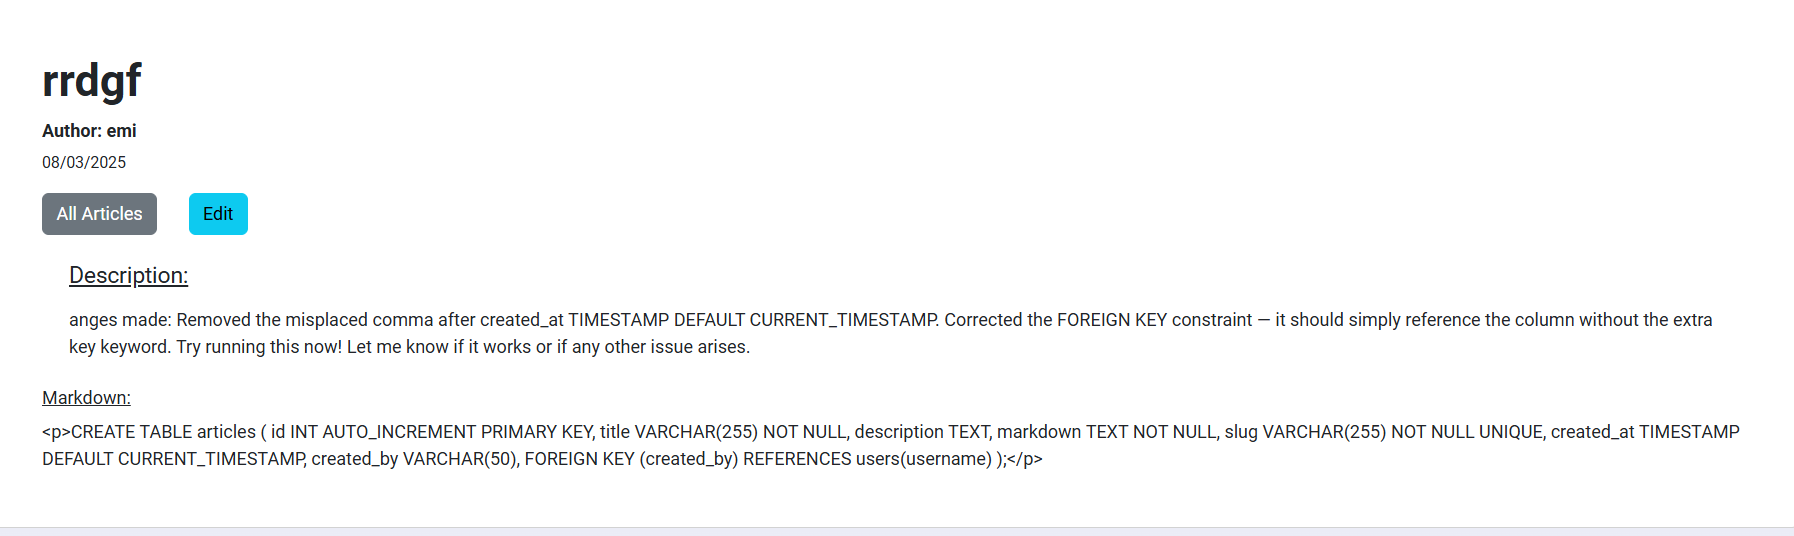 rrdgf
Author: emi
08/03/2025
All Articles
Edit
Description:
anges made: Removed the misplaced comma after created_at TIMESTAMP DEFAULT CURRENT_TIMESTAMP. Corrected the FOREIGN KEY constraint — it should simply reference the column without the extra
key keyword. Try running this now! Let me know if it works or if any other issue arises.
Markdown:
<p>CREATE TABLE articles ( id INT AUTO_INCREMENT PRIMARY KEY, title VARCHAR(255) NOT NULL, description TEXT, markdown TEXT NOT NULL, slug VARCHAR(255) NOT NULL UNIQUE, created_at TIMESTAMP
DEFAULT CURRENT_TIMESTAMP, created_by VARCHAR(50), FOREIGN KEY (created_by) REFERENCES users(username) );</p>